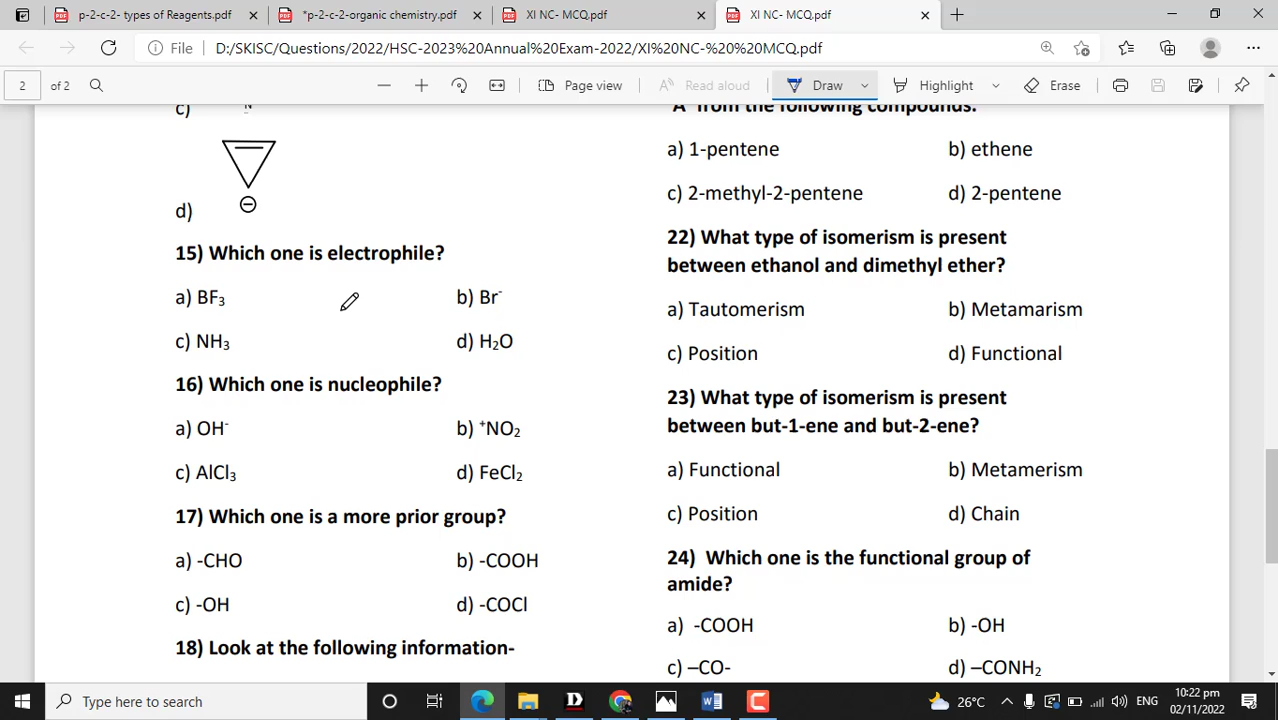 p-2-c-2- types of Reagents.pdf
*p-2-c-2-organic chemistry.pdf
XI NC- MCQ.pdf
XI NC- MCQ.pdf
File
D:/SKISC/Questions/2022/HSC-2023%20Annual%20Exam-2022/XI%20NC-%20%20MCQ.pdf
2 of 2
Page view
Read aloud
Draw
Highlight
Erase
c) N
d) ⊖
15) Which one is electrophile?
a) BF₃ b) Br⁻
c) NH₃ d) H₂O
16) Which one is nucleophile?
a) OH⁻ b) ⁺NO₂
c) AlCl₃ d) FeCl₂
17) Which one is a more prior group?
a) -CHO b) -COOH
c) -OH d) -COCl
18) Look at the following information-
'A' from the following compounds.
a) 1-pentene b) ethene
c) 2-methyl-2-pentene d) 2-pentene
22) What type of isomerism is present
between ethanol and dimethyl ether?
a) Tautomerism b) Metamarism
c) Position d) Functional
23) What type of isomerism is present
between but-1-ene and but-2-ene?
a) Functional b) Metamerism
c) Position d) Chain
24) Which one is the functional group of
amide?
a) -COOH b) -OH
c) –CO- d) –CONH₂
Type here to search
26°C
ENG
10:22 pm
02/11/2022